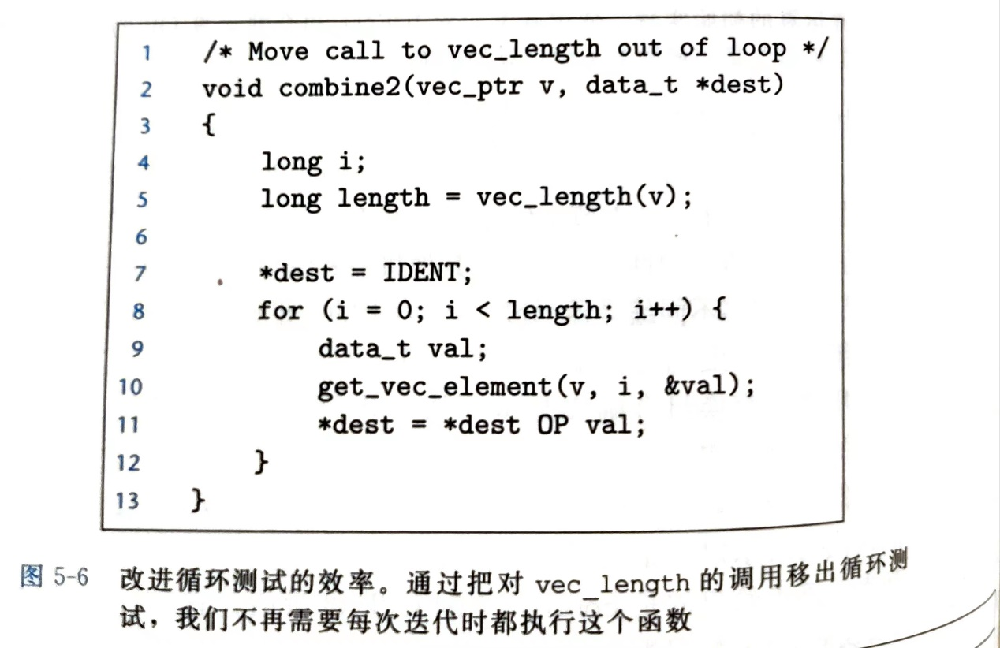 1 /* Move call to vec_length out of loop */
2 void combine2(vec_ptr v, data_t *dest)
3 {
4 long i;
5 long length = vec_length(v);
6
7 *dest = IDENT;
8 for (i = 0; i < length; i++) {
9 data_t val;
10 get_vec_element(v, i, &val);
11 *dest = *dest OP val;
12 }
13 }
图 5-6 改进循环测试的效率。通过把对 vec_length 的调用移出循环测
试，我们不再需要每次迭代时都执行这个函数